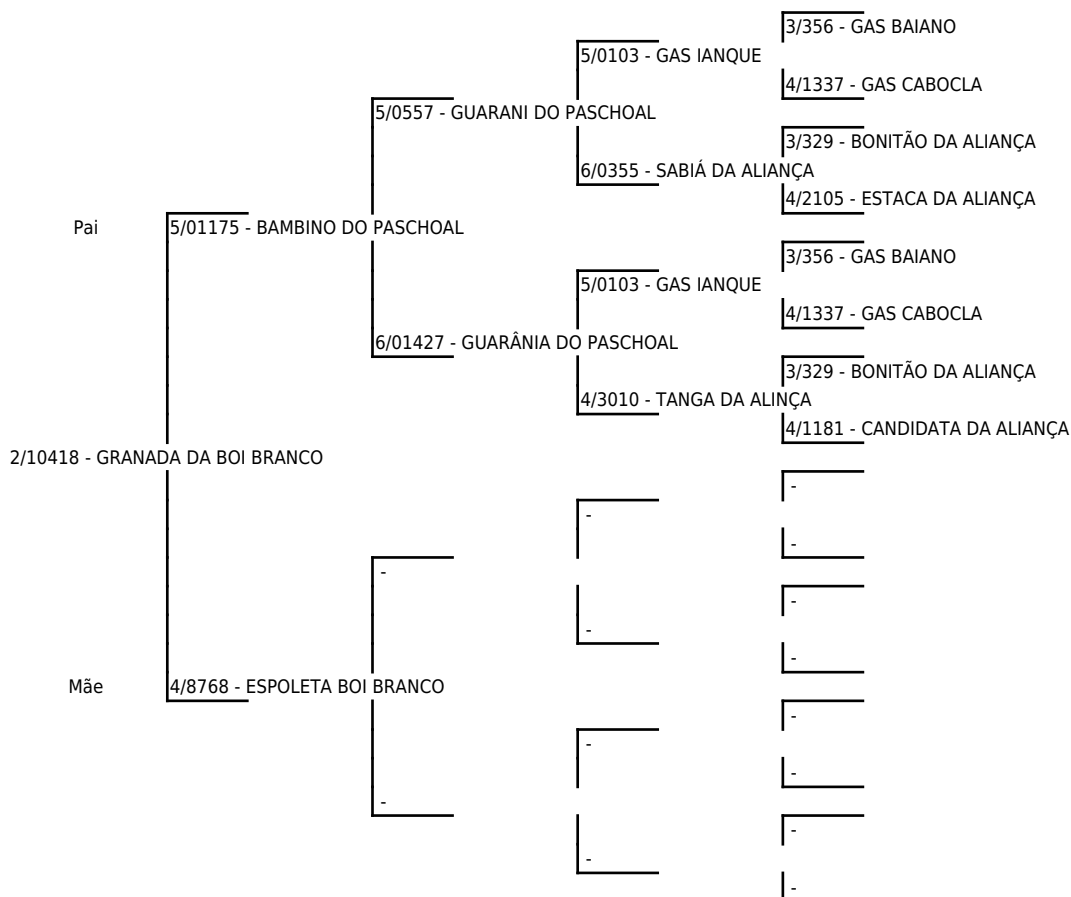 3/356 - GAS BAIANO
5/0103 - GAS IANQUE
4/1337 - GAS CABOCLA
5/0557 - GUARANI DO PASCHOAL
3/329 - BONITÃO DA ALIANÇA
6/0355 - SABIÁ DA ALIANÇA
4/2105 - ESTACA DA ALIANÇA
Pai
5/01175 - BAMBINO DO PASCHOAL
3/356 - GAS BAIANO
5/0103 - GAS IANQUE
4/1337 - GAS CABOCLA
6/01427 - GUARÂNIA DO PASCHOAL
3/329 - BONITÃO DA ALIANÇA
4/3010 - TANGA DA ALINÇA
4/1181 - CANDIDATA DA ALIANÇA
2/10418 - GRANADA DA BOI BRANCO
-
-
-
-
-
-
-
Mãe
4/8768 - ESPOLETA BOI BRANCO
-
-
-
-
-
-
-